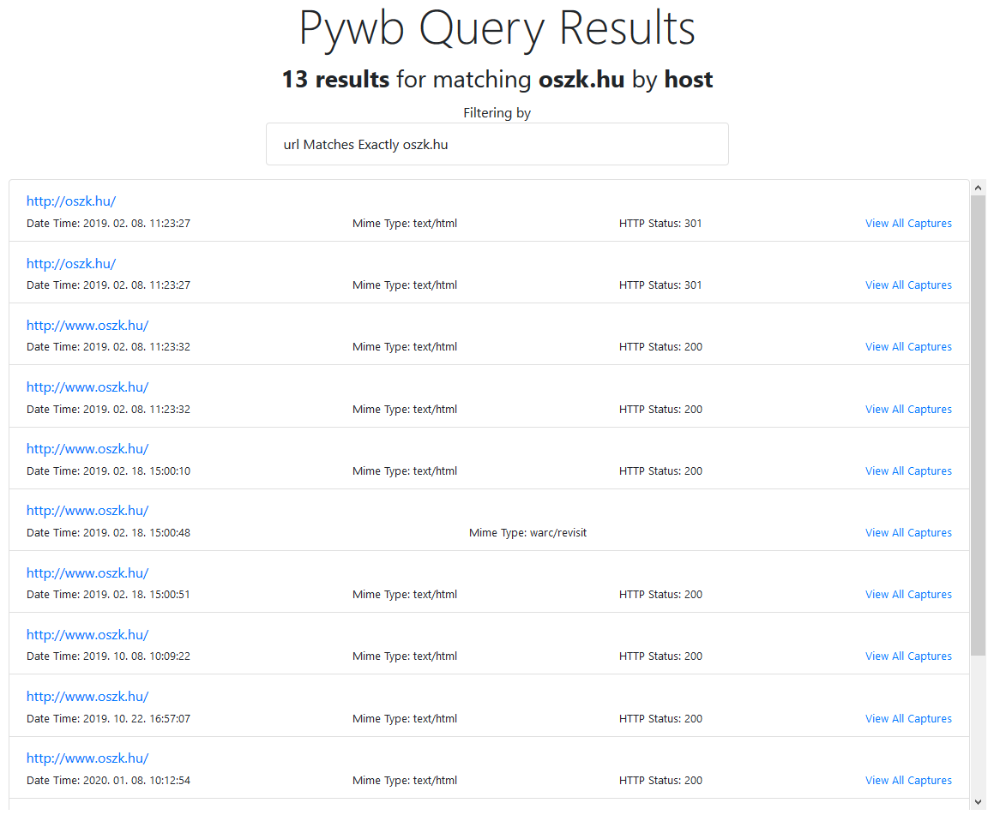 Pywb Query Results
13 results for matching oszk.hu by host
Filtering by
url Matches Exactly oszk.hu
http://oszk.hu/
Date Time: 2019. 02. 08. 11:23:27 Mime Type: text/html HTTP Status: 301 View All Captures
http://oszk.hu/
Date Time: 2019. 02. 08. 11:23:27 Mime Type: text/html HTTP Status: 301 View All Captures
http://www.oszk.hu/
Date Time: 2019. 02. 08. 11:23:32 Mime Type: text/html HTTP Status: 200 View All Captures
http://www.oszk.hu/
Date Time: 2019. 02. 08. 11:23:32 Mime Type: text/html HTTP Status: 200 View All Captures
http://www.oszk.hu/
Date Time: 2019. 02. 18. 15:00:10 Mime Type: text/html HTTP Status: 200 View All Captures
http://www.oszk.hu/
Date Time: 2019. 02. 18. 15:00:48 Mime Type: warc/revisit View All Captures
http://www.oszk.hu/
Date Time: 2019. 02. 18. 15:00:51 Mime Type: text/html HTTP Status: 200 View All Captures
http://www.oszk.hu/
Date Time: 2019. 10. 08. 10:09:22 Mime Type: text/html HTTP Status: 200 View All Captures
http://www.oszk.hu/
Date Time: 2019. 10. 22. 16:57:07 Mime Type: text/html HTTP Status: 200 View All Captures
http://www.oszk.hu/
Date Time: 2020. 01. 08. 10:12:54 Mime Type: text/html HTTP Status: 200 View All Captures